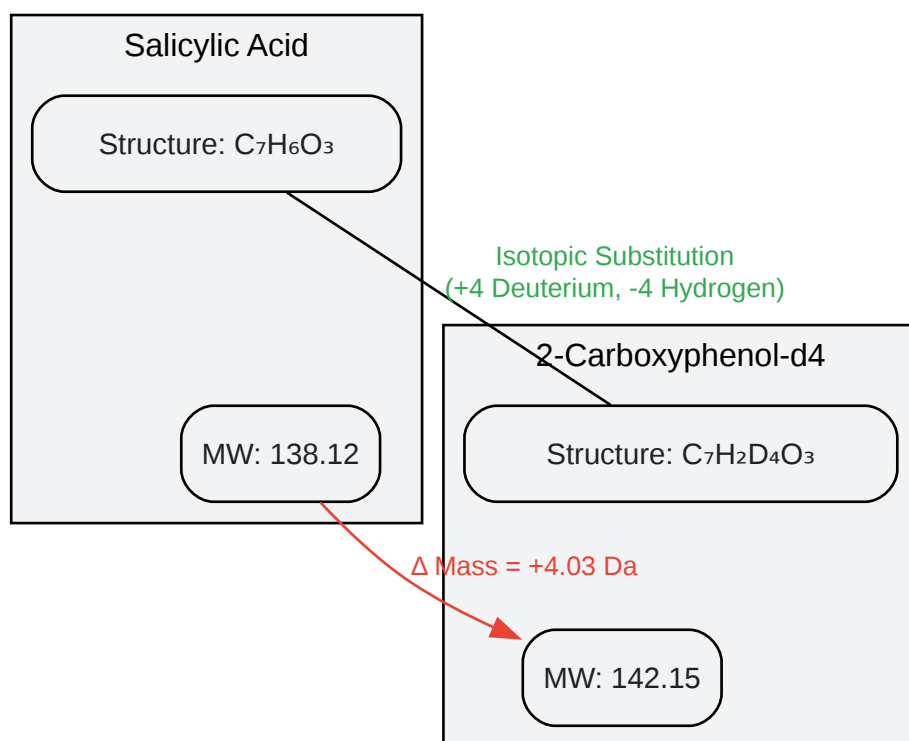 Salicylic Acid
Structure: C₇H₆O₃
Isotopic Substitution
(+4 Deuterium, -4 Hydrogen)
2-Carboxyphenol-d4
MW: 138.12
Structure: C₇H₂D₄O₃
Δ Mass = +4.03 Da
MW: 142.15